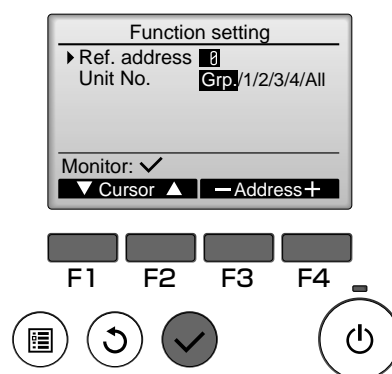 Function setting
Ref. address 0
Unit No. Grp./1/2/3/4/All
Monitor:
Cursor −Address+
F1 F2 F3 F4